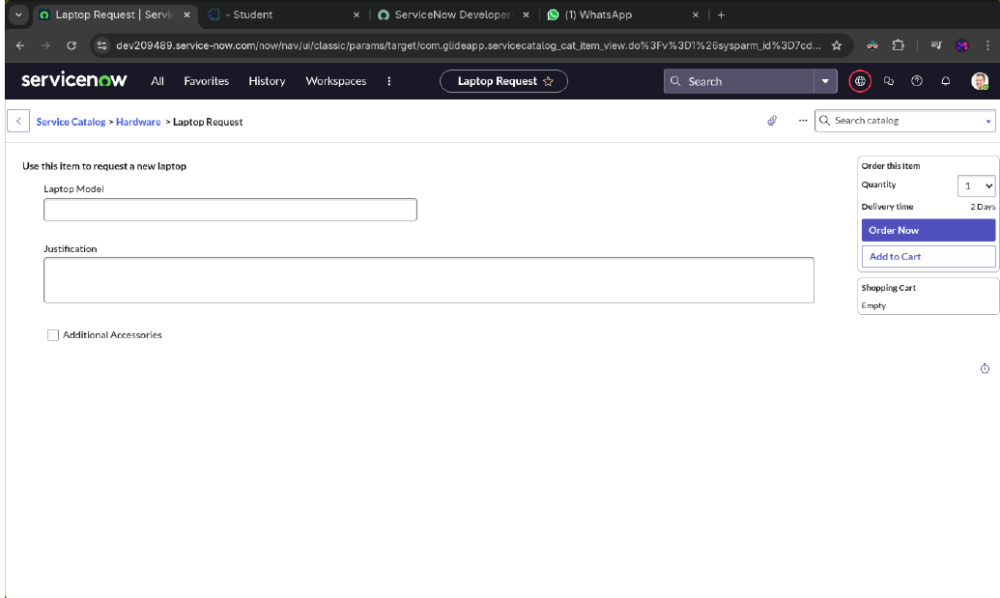 Laptop Request | Servic
- Student
ServiceNow Developer
(1) WhatsApp
dev209489.service-now.com/now/nav/ui/classic/params/target/com.glideapp.servicecatalog_cat_item_view.do%3Fv%3D1%26sysparm_id%3D7cd...
servicenow
All
Favorites
History
Workspaces
Laptop Request
Search
Service Catalog > Hardware > Laptop Request
Search catalog
Use this item to request a new laptop
Laptop Model
Justification
Additional Accessories
Order this Item
Quantity 1
Delivery time 2 Days
Order Now
Add to Cart
Shopping Cart
Empty